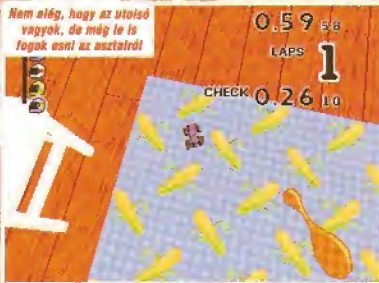 Nem elég, hogy az utolsó
vagyok, de még le is
fogok esni az asztalról
0.59 58
LAPS
1
CHECK 0.26 10